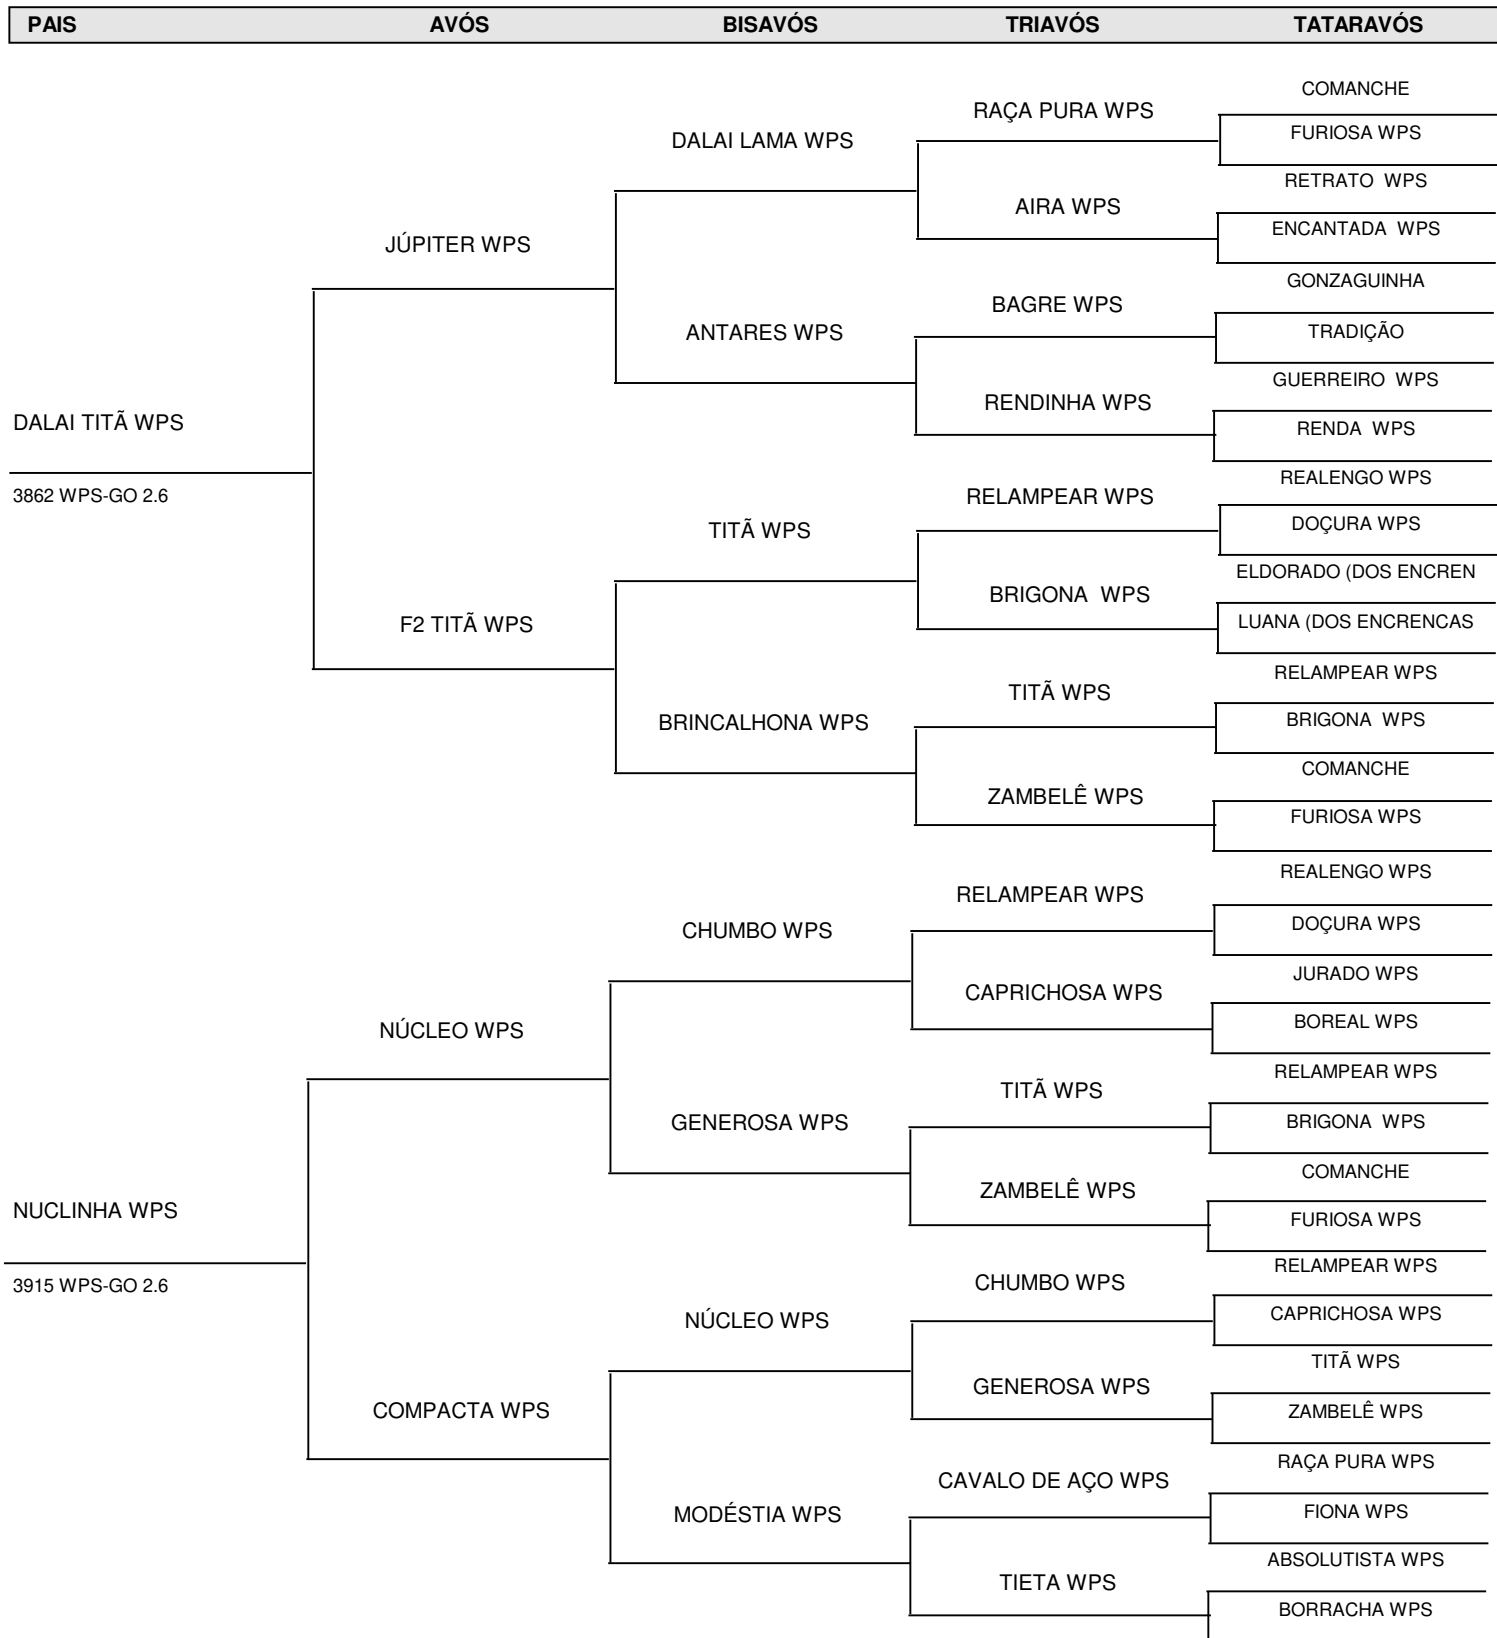 PAIS AVÓS BISAVÓS TRIAVÓS TATARAVÓS
COMANCHE
RAÇA PURA WPS
FURIOSA WPS
DALAI LAMA WPS
RETRATO WPS
AIRA WPS
ENCANTADA WPS
JÚPITER WPS
GONZAGUINHA
BAGRE WPS
TRADIÇÃO
ANTARES WPS
GUERREIRO WPS
RENDINHA WPS
RENDA WPS
DALAI TITÃ WPS
3862 WPS-GO 2.6
REALENGO WPS
RELAMPEAR WPS
DOÇURA WPS
TITÃ WPS
ELDORADO (DOS ENCREN
BRIGONA WPS
LUANA (DOS ENCRENCAS
F2 TITÃ WPS
RELAMPEAR WPS
TITÃ WPS
BRIGONA WPS
BRINCALHONA WPS
COMANCHE
ZAMBELÊ WPS
FURIOSA WPS
REALENGO WPS
RELAMPEAR WPS
DOÇURA WPS
CHUMBO WPS
JURADO WPS
CAPRICHOSA WPS
BOREAL WPS
NÚCLEO WPS
RELAMPEAR WPS
TITÃ WPS
BRIGONA WPS
GENEROSA WPS
COMANCHE
ZAMBELÊ WPS
FURIOSA WPS
NUCLINHA WPS
3915 WPS-GO 2.6
RELAMPEAR WPS
CHUMBO WPS
CAPRICHOSA WPS
NÚCLEO WPS
TITÃ WPS
GENEROSA WPS
ZAMBELÊ WPS
COMPACTA WPS
RAÇA PURA WPS
CAVALO DE AÇO WPS
FIONA WPS
MODÉSTIA WPS
ABSOLUTISTA WPS
TIETA WPS
BORRACHA WPS